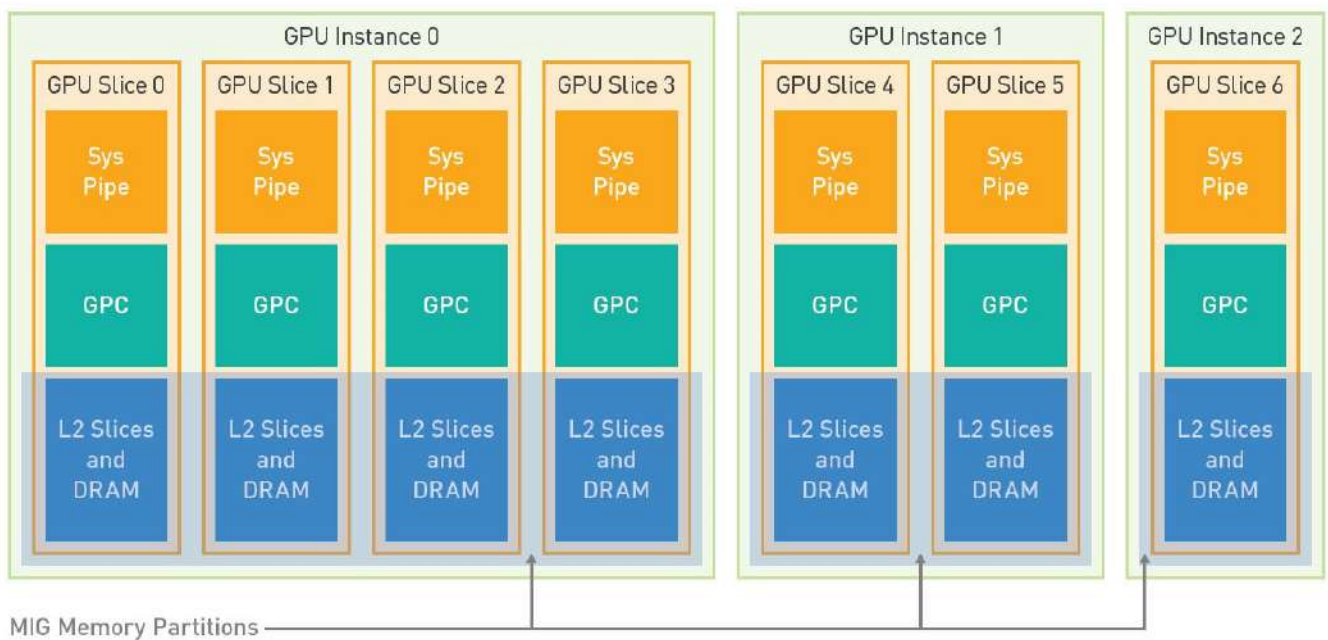 GPU Instance 0
GPU Instance 1
GPU Instance 2
GPU Slice 0
GPU Slice 1
GPU Slice 2
GPU Slice 3
GPU Slice 4
GPU Slice 5
GPU Slice 6
Sys
Pipe
Sys
Pipe
Sys
Pipe
Sys
Pipe
Sys
Pipe
Sys
Pipe
Sys
Pipe
GPC
GPC
GPC
GPC
GPC
GPC
GPC
L2 Slices
and
DRAM
L2 Slices
and
DRAM
L2 Slices
and
DRAM
L2 Slices
and
DRAM
L2 Slices
and
DRAM
L2 Slices
and
DRAM
L2 Slices
and
DRAM
MIG Memory Partitions